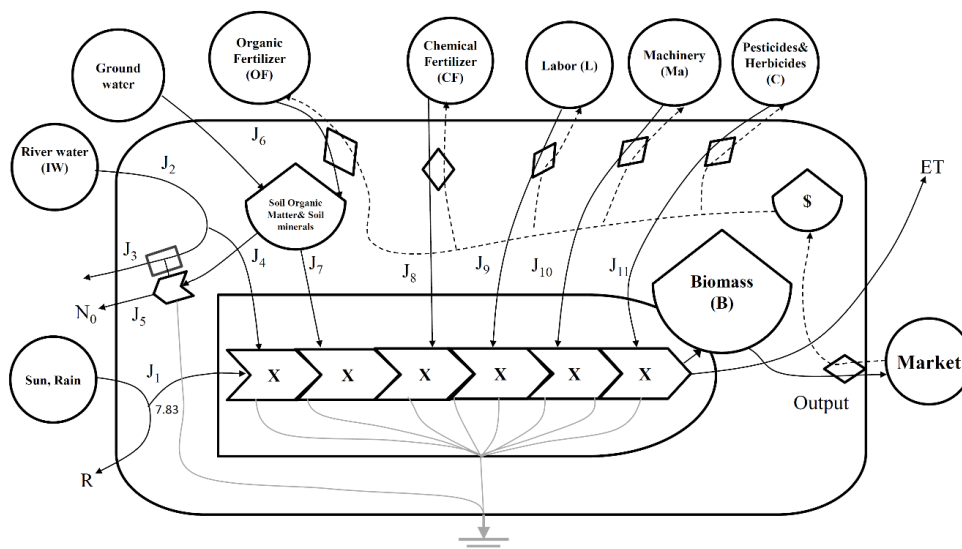 Ground
water
Organic
Fertilizer
(OF)
Chemical
Fertilizer
(CF)
Labor (L)
Machinery
(Ma)
Pesticides&
Herbicides
(C)
River water
(IW)
J2
J6
ET
Soil Organic
Matter& Soil
minerals
$
J3
J4
J7
J8
J9
J10
J11
Biomass
(B)
N0
J5
Sun, Rain
J1
7.83
X
X
X
X
X
X
Market
Output
R